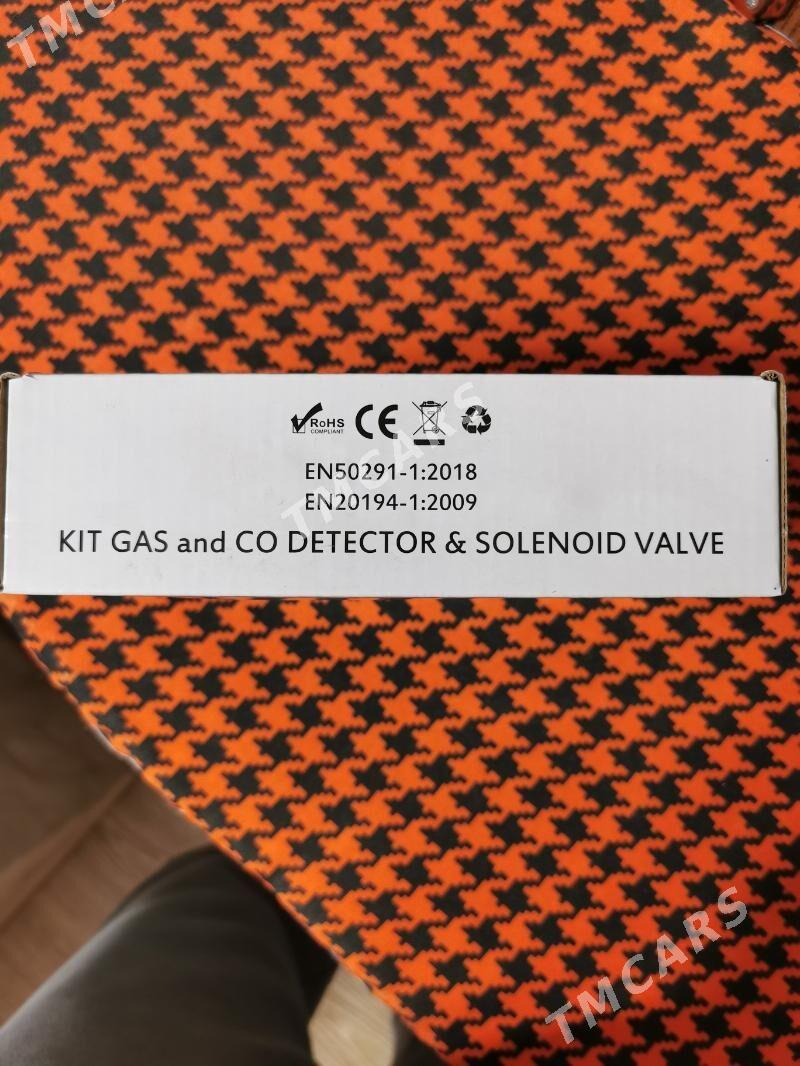 TMCARS
RoHS
COMPLIANT
CE
TMCARS
EN50291-1:2018
EN20194-1:2009
KIT GAS and CO DETECTOR & SOLENOID VALVE
TMCARS